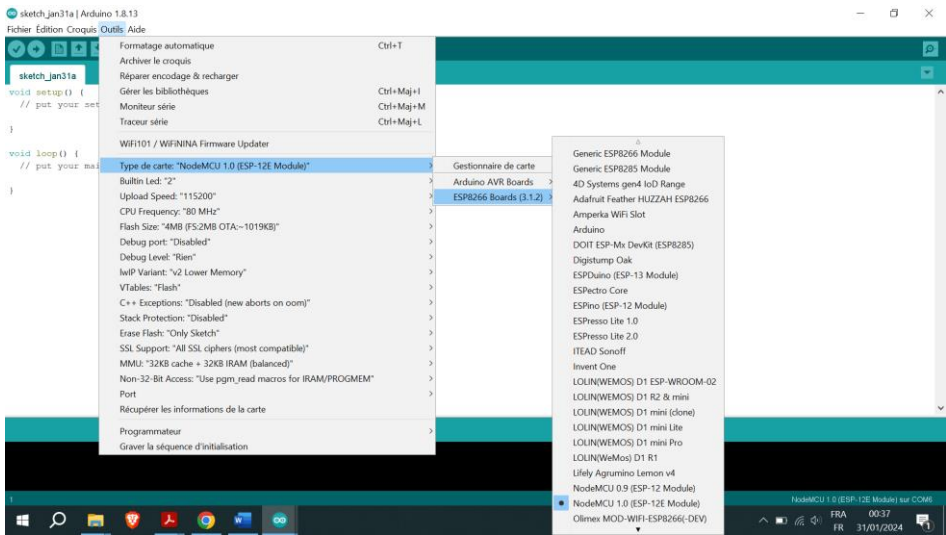 sketch_jan31a | Arduino 1.8.13
Fichier Édition Croquis Outils Aide
sketch_jan31a
void setup() {
// put your set
}
void loop() {
// put your mai
}
Formatage automatique Ctrl+T
Archiver le croquis
Réparer encodage & recharger
Gérer les bibliothèques Ctrl+Maj+I
Moniteur série Ctrl+Maj+M
Traceur série Ctrl+Maj+L
WiFi101 / WiFiNINA Firmware Updater
Type de carte: "NodeMCU 1.0 (ESP-12E Module)"
Builtin Led: "2"
Upload Speed: "115200"
CPU Frequency: "80 MHz"
Flash Size: "4MB (FS:2MB OTA:~1019KB)"
Debug port: "Disabled"
Debug Level: "Rien"
lwIP Variant: "v2 Lower Memory"
VTables: "Flash"
C++ Exceptions: "Disabled (new aborts on oom)"
Stack Protection: "Disabled"
Erase Flash: "Only Sketch"
SSL Support: "All SSL ciphers (most compatible)"
MMU: "32KB cache + 32KB IRAM (balanced)"
Non-32-Bit Access: "Use pgm_read macros for IRAM/PROGMEM"
Port
Récupérer les informations de la carte
Programmateur
Graver la séquence d'initialisation
Gestionnaire de carte
Arduino AVR Boards
ESP8266 Boards (3.1.2)
Generic ESP8266 Module
Generic ESP8285 Module
4D Systems gen4 IoD Range
Adafruit Feather HUZZAH ESP8266
Amperka WiFi Slot
Arduino
DOIT ESP-Mx DevKit (ESP8285)
Digistump Oak
ESPDuino (ESP-13 Module)
ESPectro Core
ESPino (ESP-12 Module)
ESPresso Lite 1.0
ESPresso Lite 2.0
ITEAD Sonoff
Invent One
LOLIN(WEMOS) D1 ESP-WROOM-02
LOLIN(WEMOS) D1 R2 & mini
LOLIN(WEMOS) D1 mini (clone)
LOLIN(WEMOS) D1 mini Lite
LOLIN(WEMOS) D1 mini Pro
LOLIN(WeMos) D1 R1
Lifely Agrumino Lemon v4
NodeMCU 0.9 (ESP-12 Module)
NodeMCU 1.0 (ESP-12E Module)
Olimex MOD-WIFI-ESP8266(-DEV)
1
NodeMCU 1.0 (ESP-12E Module) sur COM6
FRA 00:37
FR 31/01/2024